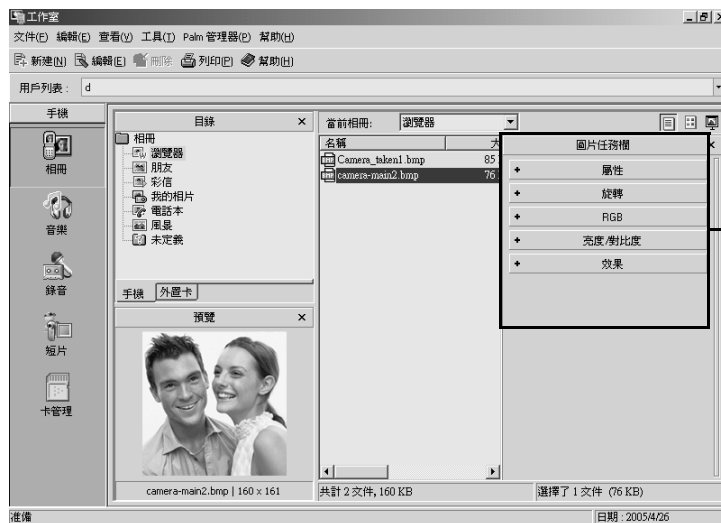 工作室
文件(F) 編輯(E) 查看(V) 工具(T) Palm 管理器(P) 幫助(H)
新建(N) 編輯(E) 刪除 列印(P) 幫助(H)
用戶列表： d
手機
相冊
音樂
錄音
短片
卡管理
目錄 ×
相冊
瀏覽器
朋友
彩信
我的相片
電話本
風景
未定義
手機 外置卡
預覽 ×
camera-main2.bmp | 160 x 161
當前相冊: 瀏覽器
名稱 大
Camera_taken1.bmp 85
camera-main2.bmp 76
圖片任務欄 ×
+ 屬性
+ 旋轉
+ RGB
+ 亮度/對比度
+ 效果
共計 2 文件, 160 KB
選擇了 1 文件 (76 KB)
准備
日期 : 2005/4/26